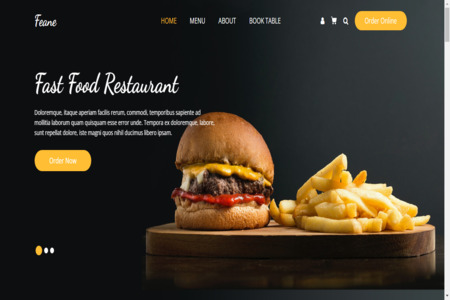 Feane
HOME MENU ABOUT BOOK TABLE
Order Online
Fast Food Restaurant
Doloremque, itaque aperiam facilis rerum, commodi, temporibus sapiente ad
mollitia laborum quam quisquam esse error unde. Tempora ex doloremque, labore,
sunt repellat dolore, iste magni quos nihil ducimus libero ipsam.
Order Now